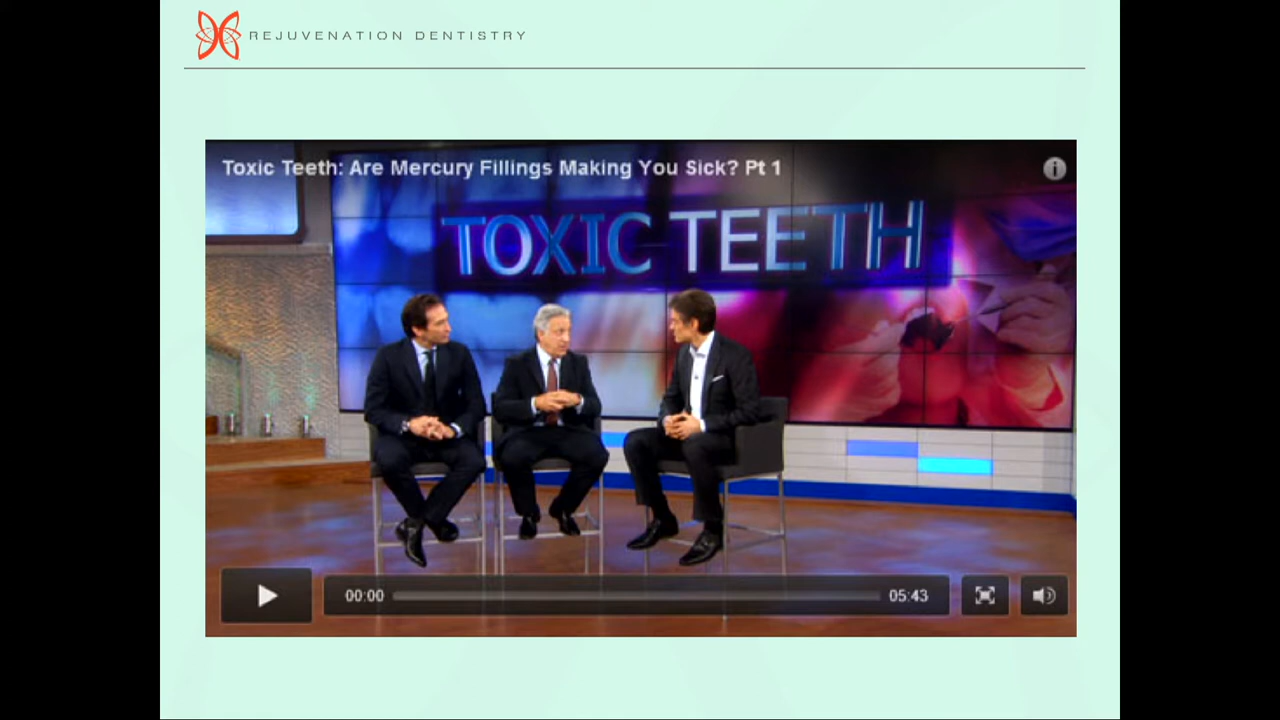 REJUVENATION DENTISTRY
Toxic Teeth: Are Mercury Fillings Making You Sick? Pt 1
i
TOXIC TEETH
00:00
05:43